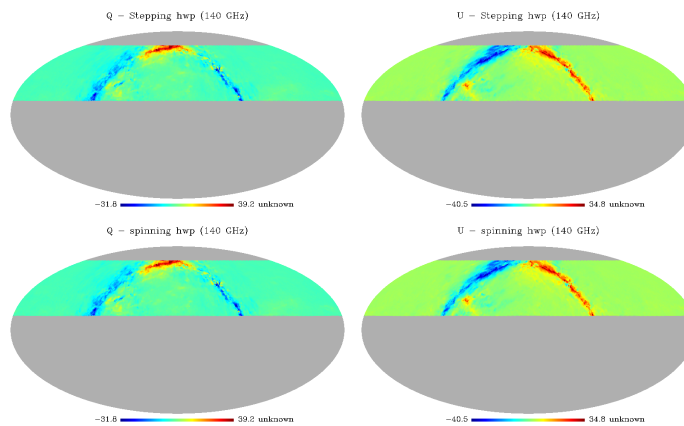 Q – Stepping hwp (140 GHz)
U – Stepping hwp (140 GHz)
−31.8 39.2 unknown
−40.5 34.8 unknown
Q – spinning hwp (140 GHz)
U – spinning hwp (140 GHz)
−31.8 39.2 unknown
−40.5 34.8 unknown